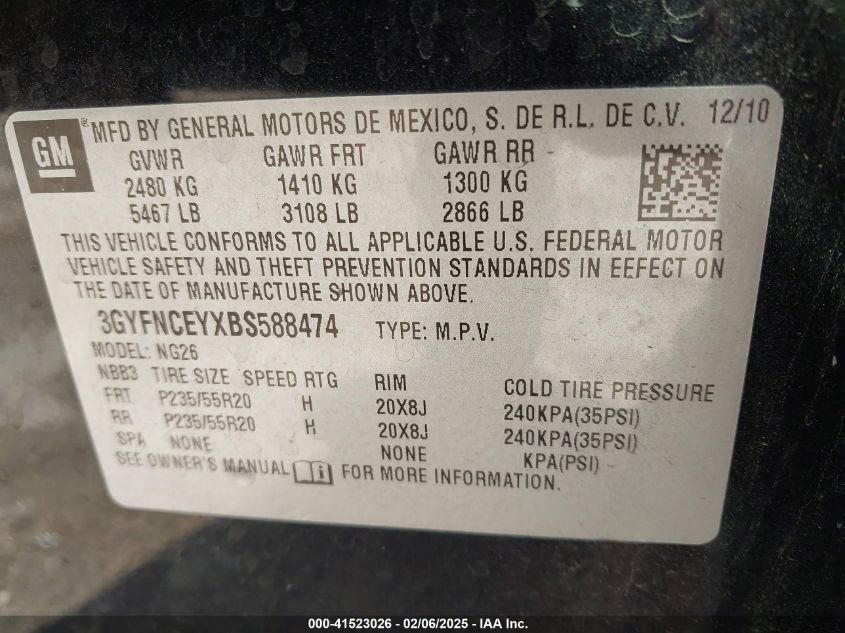 GM ® MFD BY GENERAL MOTORS DE MEXICO, S. DE R.L. DE C.V. 12/10
GVWR GAWR FRT GAWR RR
2480 KG 1410 KG 1300 KG
5467 LB 3108 LB 2866 LB
THIS VEHICLE CONFORMS TO ALL APPLICABLE U.S. FEDERAL MOTOR
VEHICLE SAFETY AND THEFT PREVENTION STANDARDS IN EEFECT ON
THE DATE OF MANUFACTURE SHOWN ABOVE.
3GYFNCEYXBS588474 TYPE: M.P.V.
MODEL: NG26
NBB3 TIRE SIZE SPEED RTG RIM COLD TIRE PRESSURE
FRT P235/55R20 H 20X8J 240KPA(35PSI)
RR P235/55R20 H 20X8J 240KPA(35PSI)
SPA NONE NONE KPA(PSI)
SEE OWNER'S MANUAL FOR MORE INFORMATION.
000-41523026 - 02/06/2025 - IAA Inc.